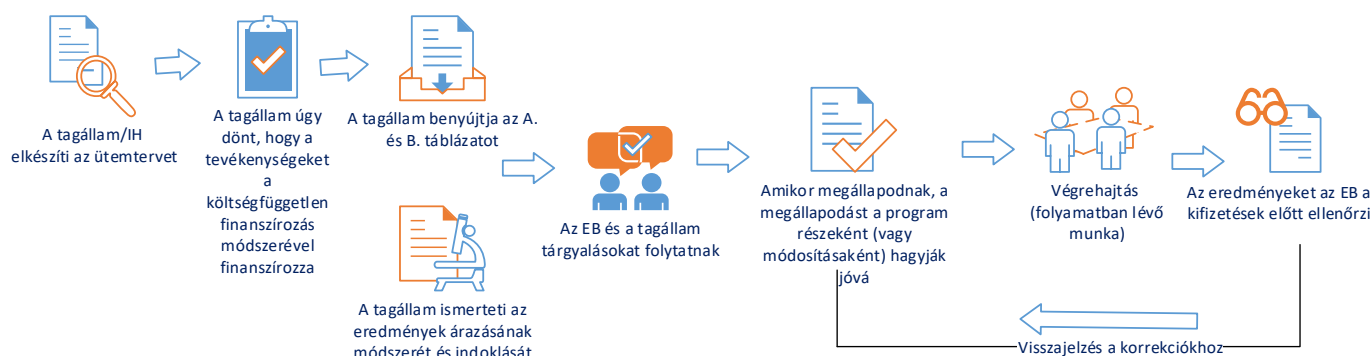 A tagállam/IH
elkészíti az ütemtervet
A tagállam úgy
dönt, hogy a
tevékenységeket
a
költségfüggetlen
finanszírozás
módszerével
finanszírozza
A tagállam benyújtja az A.
és B. táblázatot
A tagállam ismerteti az
eredmények árazásának
módszerét és indoklását
Az EB és a tagállam
tárgyalásokat folytatnak
Amikor megállapodnak, a
megállapodást a program
részeként (vagy
módosításaként) hagyják
jóvá
Végrehajtás
(folyamatban lévő
munka)
Az eredményeket az EB a
kifizetések előtt ellenőrzi
Visszajelzés a korrekciókhoz